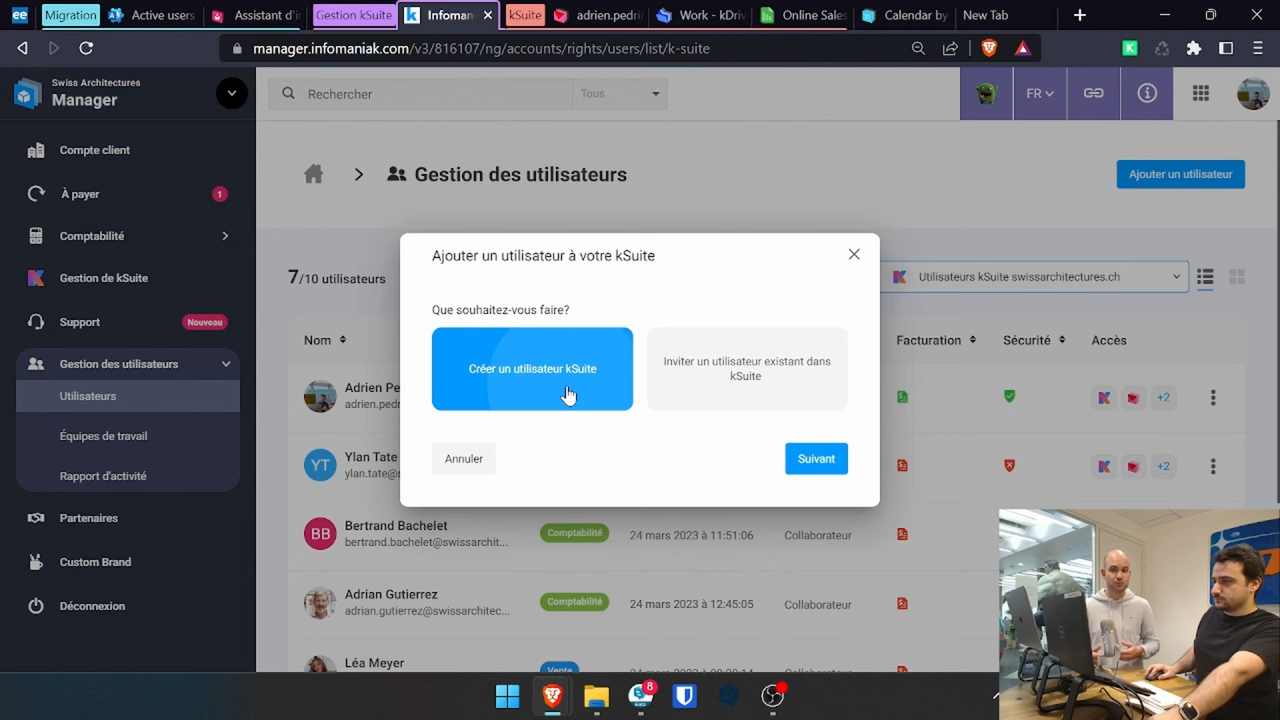 ee
Migration
Active users
Assistant d'i
Gestion kSuite
Infoman
kSuite
adrien.pedri
Work - kDriv
Online Sales
Calendar by
New Tab
manager.infomaniak.com/v3/816107/ng/accounts/rights/users/list/k-suite
Swiss Architectures
Manager
Rechercher
Tous
FR
Compte client
À payer
1
Comptabilité
Gestion de kSuite
Support
Nouveau
Gestion des utilisateurs
Utilisateurs
Équipes de travail
Rapport d'activité
Partenaires
Custom Brand
Déconnexion
Gestion des utilisateurs
Ajouter un utilisateur
7/10 utilisateurs
Utilisateurs kSuite swissarchitectures.ch
Nom
Facturation
Sécurité
Accès
Adrien Pe
adrien.pedr
+2
YT
Ylan Tate
ylan.tate@s
+2
BB
Bertrand Bachelet
bertrand.bachelet@swissarchit...
Comptabilité
24 mars 2023 à 11:51:06
Collaborateur
Adrian Gutierrez
adrian.gutierrez@swissarchitec...
Comptabilité
24 mars 2023 à 12:45:05
Collaborateur
Léa Meyer
Vente
Ajouter un utilisateur à votre kSuite
Que souhaitez-vous faire?
Créer un utilisateur kSuite
Inviter un utilisateur existant dans
kSuite
Annuler
Suivant
8